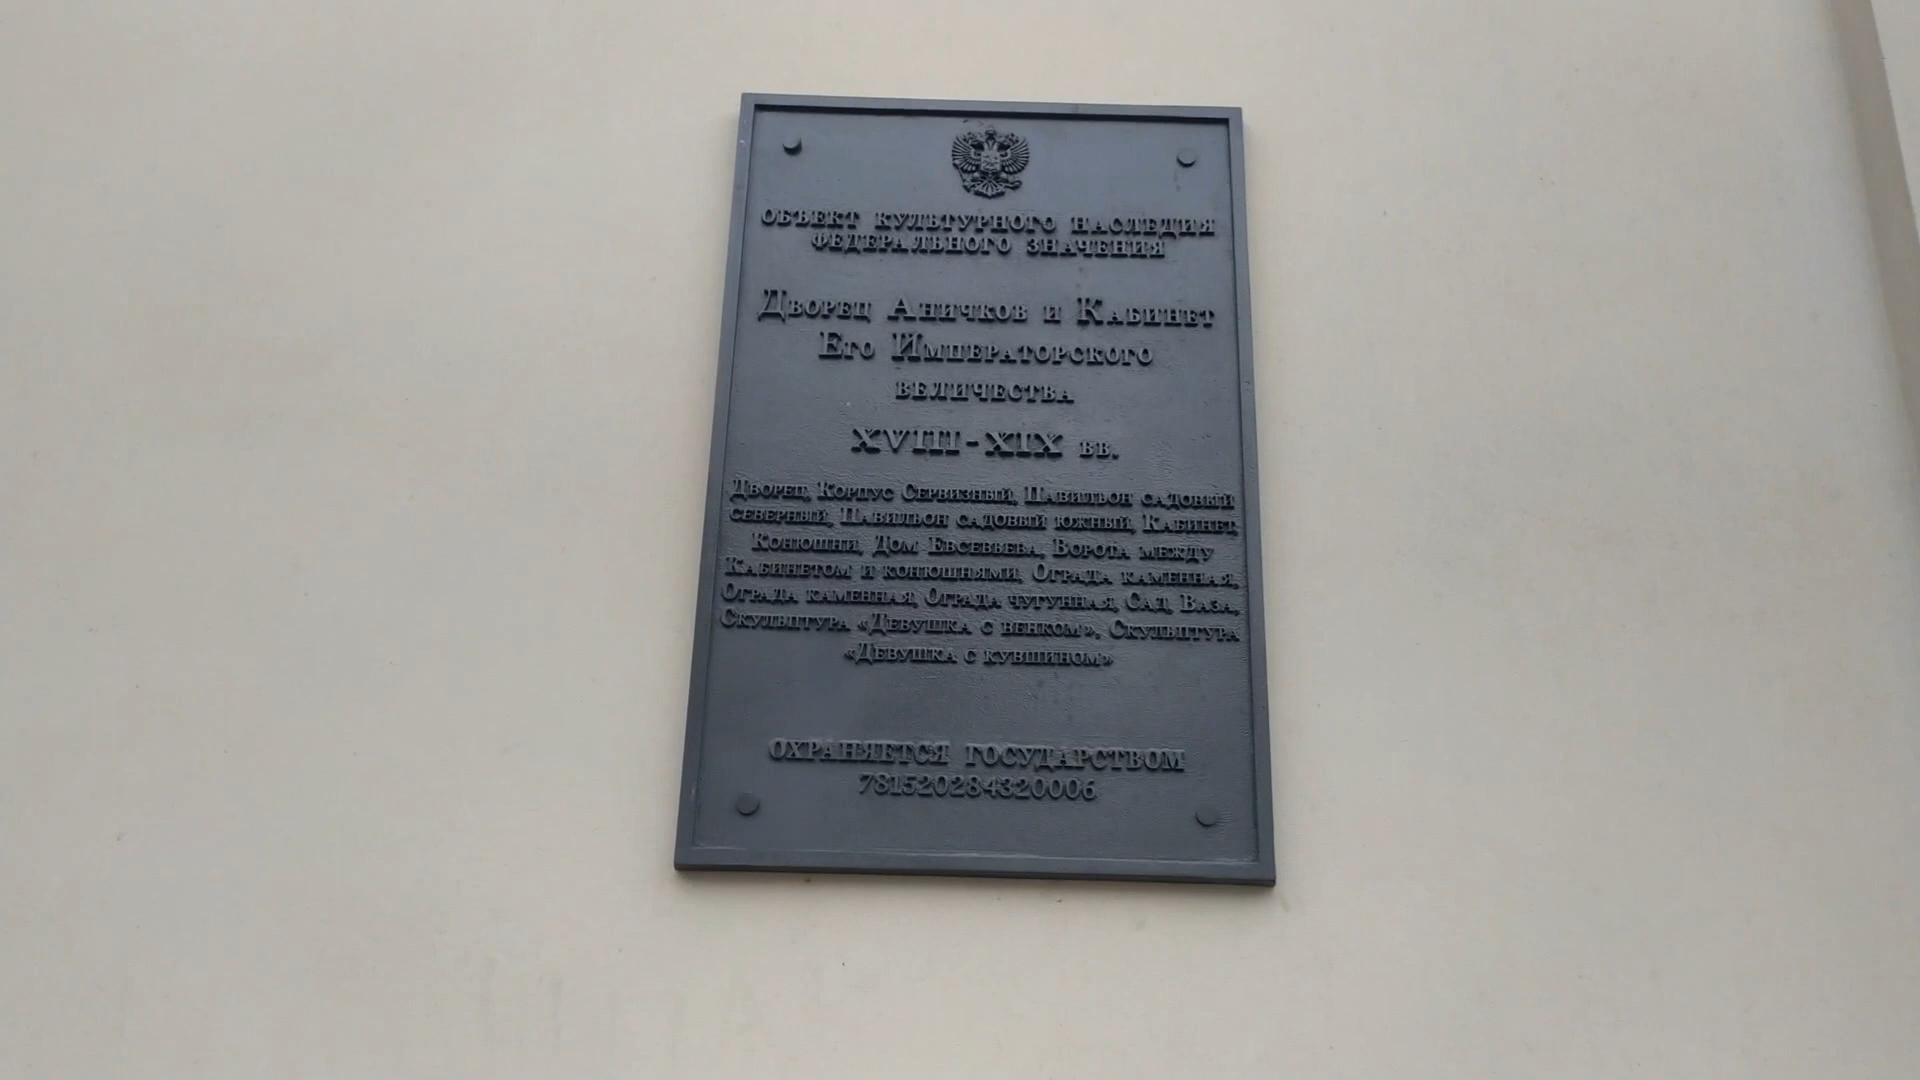 ОБЪЕКТ КУЛЬТУРНОГО НАСЛЕДИЯ
ФЕДЕРАЛЬНОГО ЗНАЧЕНИЯ
Дворец Аничков и Кабинет
Его Императорского
величества
XVIII-XIX вв.
Дворец, Корпус Сервизный, Павильон садовый
северный, Павильон садовый южный, Кабинет,
Конюшни, Дом Евсевьева, Ворота между
Кабинетом и конюшнями, Ограда каменная,
Ограда каменная, Ограда чугунная, Сад, Ваза,
Скульптура «Девушка с венком», Скульптура
«Девушка с кувшином»
ОХРАНЯЕТСЯ ГОСУДАРСТВОМ
781520284320006